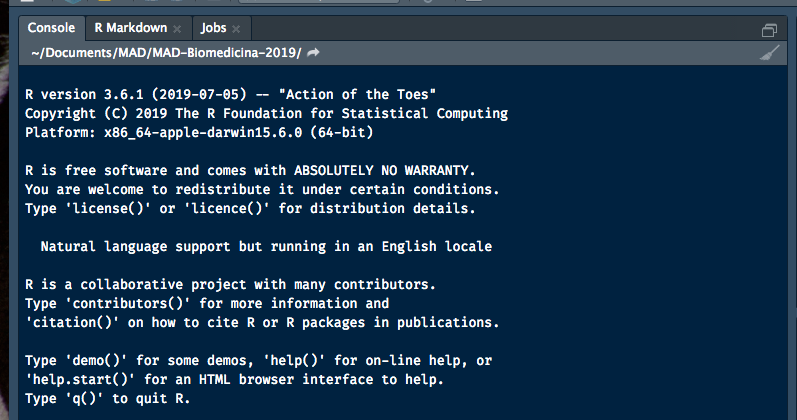 Console R Markdown Jobs
~/Documents/MAD/MAD-Biomedicina-2019/
R version 3.6.1 (2019-07-05) -- "Action of the Toes"
Copyright (C) 2019 The R Foundation for Statistical Computing
Platform: x86_64-apple-darwin15.6.0 (64-bit)
R is free software and comes with ABSOLUTELY NO WARRANTY.
You are welcome to redistribute it under certain conditions.
Type 'license()' or 'licence()' for distribution details.
Natural language support but running in an English locale
R is a collaborative project with many contributors.
Type 'contributors()' for more information and
'citation()' on how to cite R or R packages in publications.
Type 'demo()' for some demos, 'help()' for on-line help, or
'help.start()' for an HTML browser interface to help.
Type 'q()' to quit R.